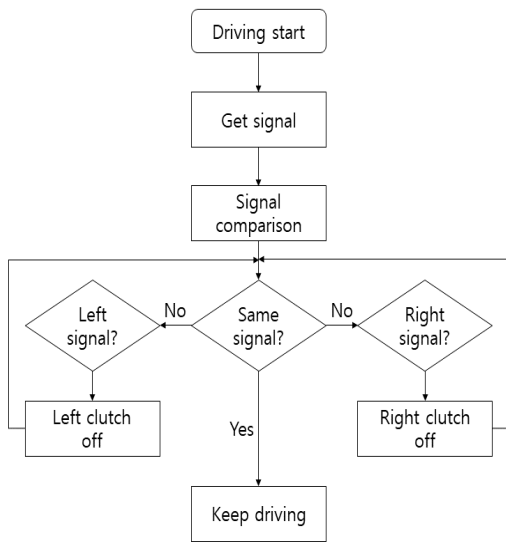 Driving start
Get signal
Signal
comparison
Left
signal?
No
Same
signal?
No
Right
signal?
Left clutch
off
Yes
Right clutch
off
Keep driving